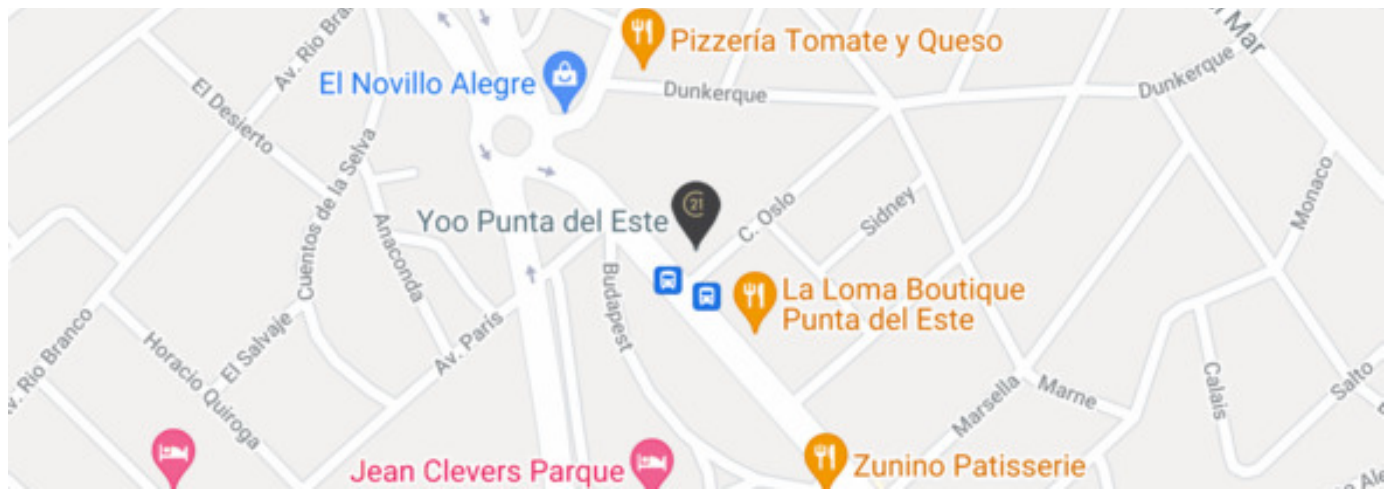 Av. Rio Bra
l Mar
Pizzería Tomate y Queso
El Novillo Alegre
Dunkerque
Dunkerque
El Desierto
Cuentos de la Selva
Monaco
21
Yoo Punta del Este
C. Oslo
Sidney
Anaconda
Budapest
La Loma Boutique
Punta del Este
Av. París
El Salvaje
v. Rio Branco
Horacio Quiroga
Marsella
Marne
Calais
Salto
Jean Clevers Parque
Zunino Patisserie